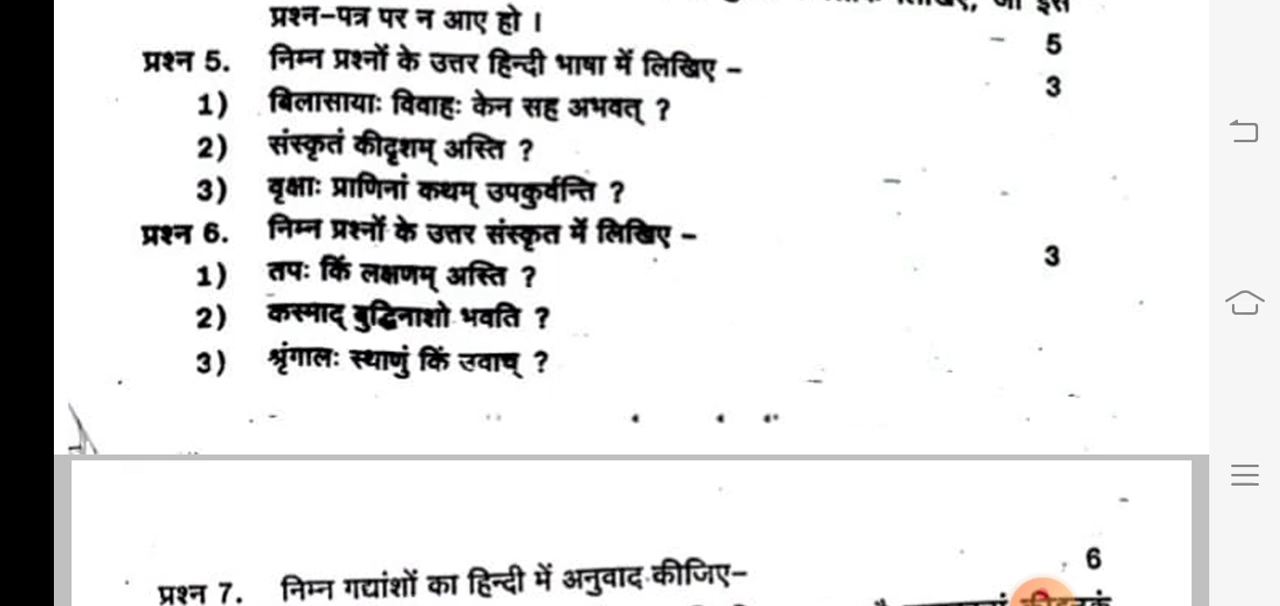 लिखिए, जो इस
प्रश्न-पत्र पर न आए हो ।
5
प्रश्न 5. निम्न प्रश्नों के उत्तर हिन्दी भाषा में लिखिए –
3
1) बिलासायाः विवाहः केन सह अभवत् ?
2) संस्कृतं कीदृशम् अस्ति ?
3) वृक्षाः प्राणिनां कथम् उपकुर्वन्ति ?
प्रश्न 6. निम्न प्रश्नों के उत्तर संस्कृत में लिखिए –
3
1) तपः किं लक्षणम् अस्ति ?
2) कस्माद् बुद्धिनाशो भवति ?
3) श्रृंगालः स्थाणुं किं उवाच् ?
6
प्रश्न 7. निम्न गद्यांशों का हिन्दी में अनुवाद कीजिए–